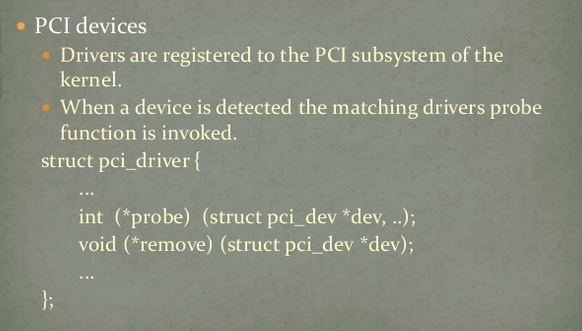 • PCI devices
• Drivers are registered to the PCI subsystem of the
kernel.
• When a device is detected the matching drivers probe
function is invoked.
struct pci_driver {
...
int (*probe) (struct pci_dev *dev, ..);
void (*remove) (struct pci_dev *dev);
...
};